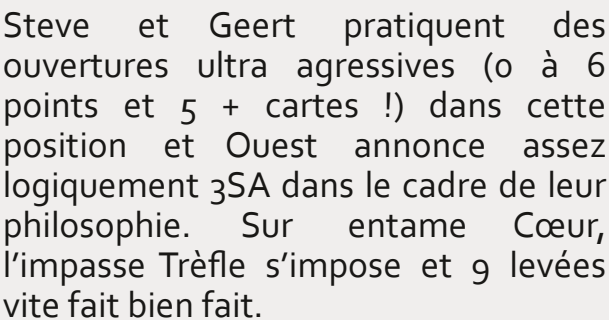 Steve et Geert pratiquent des
ouvertures ultra agressives (0 à 6
points et 5 + cartes !) dans cette
position et Ouest annonce assez
logiquement 3SA dans le cadre de leur
philosophie. Sur entame Cœur,
l'impasse Trèfle s'impose et 9 levées
vite fait bien fait.